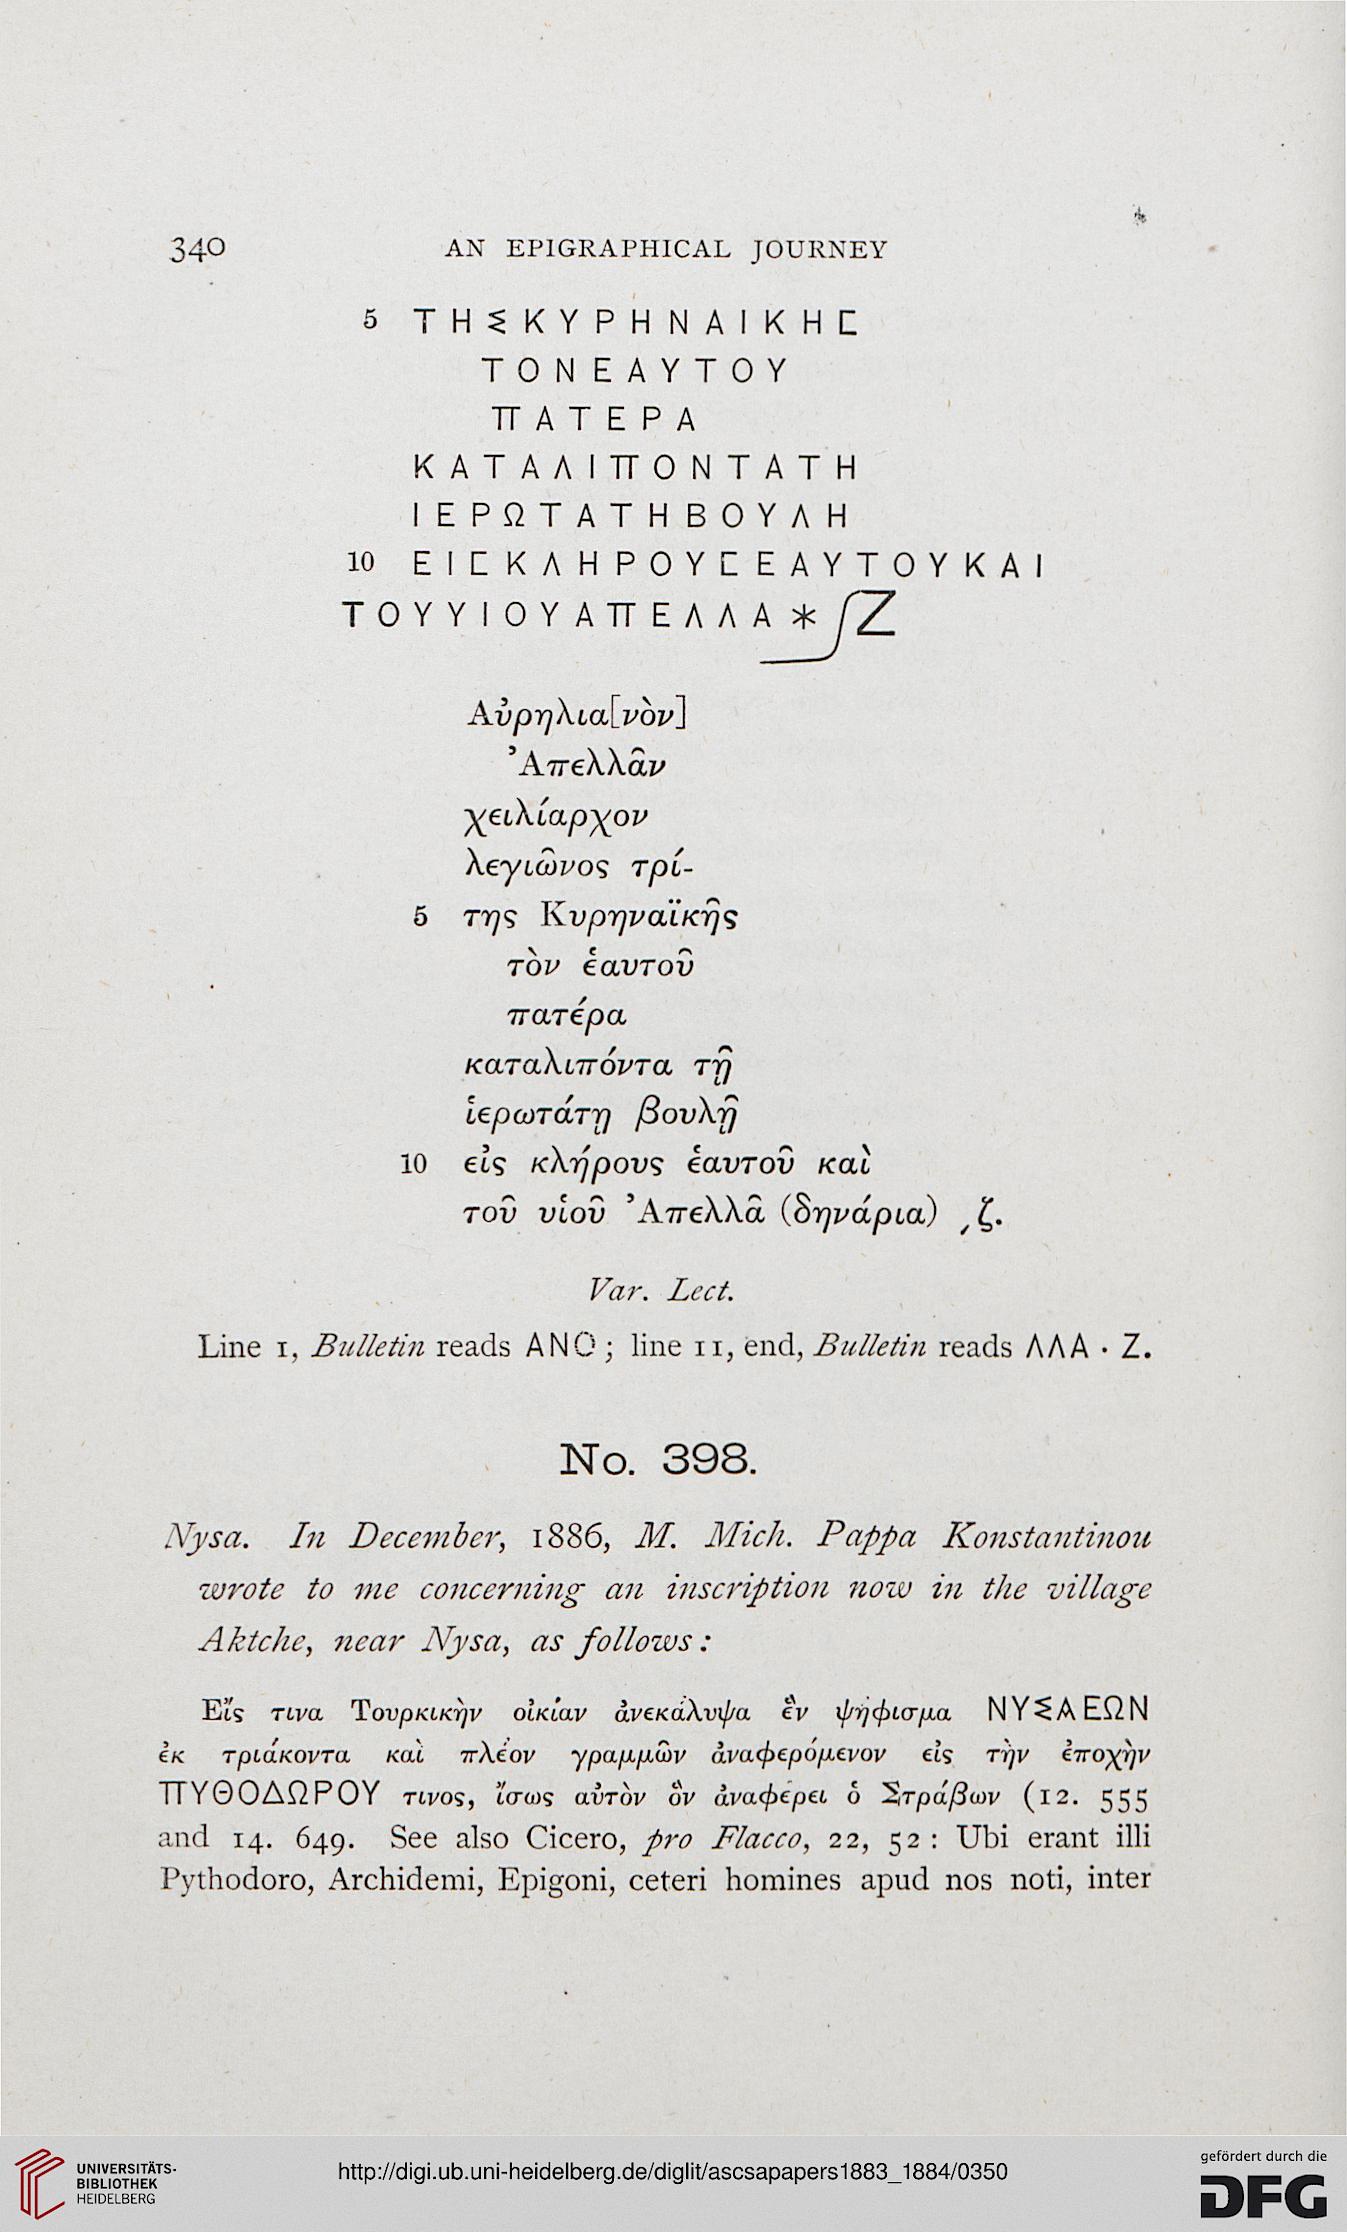 340 AN EPIGRAPHICAL JOURNEY
5 ΤΗΣΚΥΡΗΝΑΙΚΗΣ
ΤΟΝΕΑΥΤΟΥ
ΠΑΤΕΡΑ
ΚΑΤΑΛΙΠΟΝΤΑΤΗ
ΙΕΡΩΤΑΤΗΒΟΥΛΗ
10 ΕΙΣΚΛΗΡΟΥΣΕΑΥΤΟΥΚΑΙ
ΤΟΥΥΙΟΥΑΠΕΛΛΑ * Ζ
Αὐρηλια[νὸν]
Ἀπελλᾶν
χειλίαρχον
λεγιῶνος τρί-
5 της Κυρηναϊκῆς
τὸν ἑαυτοῦ
πατέρα
καταλιπόντα τῇ
ἱερωτάτῃ βουλῇ
10 εἰς κλήρους ἑαυτοῦ καὶ
τοῦ υἱοῦ Ἀπελλᾶ (δηνάρια) ͵ζ.
Var. Lect.
Line 1, Bulletin reads ΑΝΟ; line 11, end, Bulletin reads ΛΛΑ · Ζ.
No. 398.
Nysa. In December, 1886, M. Mich. Pappa Konstantinou
wrote to me concerning an inscription now in the village
Aktche, near Nysa, as follows:
Εἴς τινα Τουρκικὴν οἰκίαν ἀνεκάλυψα ἓν ψήφισμα ΝΥΣΑΕΩΝ
ἐκ τριάκοντα καὶ πλέον γραμμῶν ἀναφερόμενον εἰς τὴν ἐποχὴν
ΠΥΘΟΔΩΡΟΥ τινος, ἴσως αὐτὸν ὃν ἀναφέρει ὁ Στράβων (12. 555
and 14. 649. See also Cicero, pro Flacco, 22, 52: Ubi erant illi
Pythodoro, Archidemi, Epigoni, ceteri homines apud nos noti, inter
UNIVERSITÄTS-
BIBLIOTHEK
HEIDELBERG
http://digi.ub.uni-heidelberg.de/diglit/ascsapapers1883_1884/0350
gefördert durch die
DFG